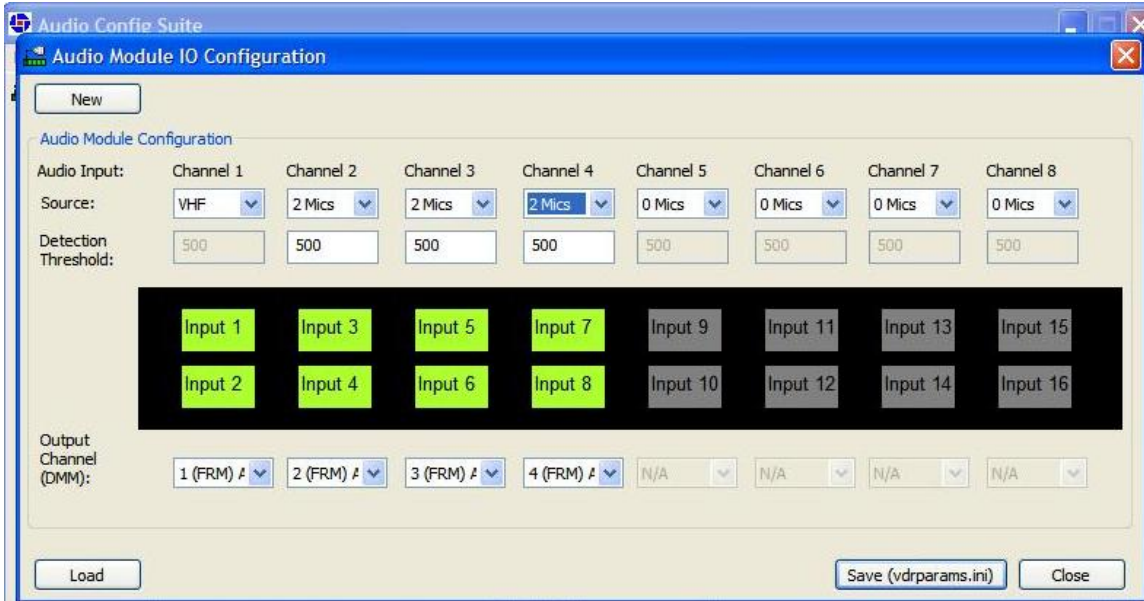 Audio Config Suite
Audio Module IO Configuration
New
Audio Module Configuration
Audio Input: Channel 1 Channel 2 Channel 3 Channel 4 Channel 5 Channel 6 Channel 7 Channel 8
Source: VHF 2 Mics 2 Mics 2 Mics 0 Mics 0 Mics 0 Mics 0 Mics
Detection
Threshold: 500 500 500 500 500 500 500 500
Input 1 Input 3 Input 5 Input 7 Input 9 Input 11 Input 13 Input 15
Input 2 Input 4 Input 6 Input 8 Input 10 Input 12 Input 14 Input 16
Output
Channel
(DMM): 1 (FRM) A 2 (FRM) A 3 (FRM) A 4 (FRM) A N/A N/A N/A N/A
Load Save (vdrparams.ini) Close